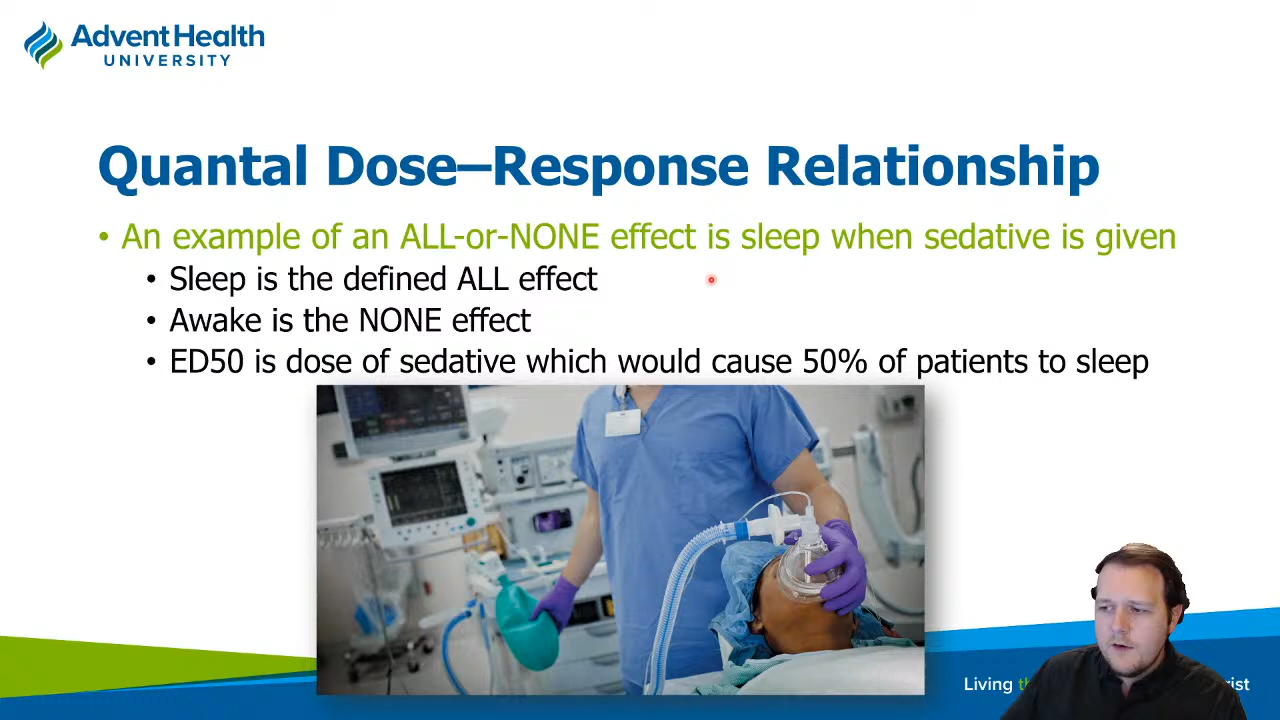 AdventHealth
UNIVERSITY
Quantal Dose–Response Relationship
• An example of an ALL-or-NONE effect is sleep when sedative is given
• Sleep is the defined ALL effect
• Awake is the NONE effect
• ED50 is dose of sedative which would cause 50% of patients to sleep
Living